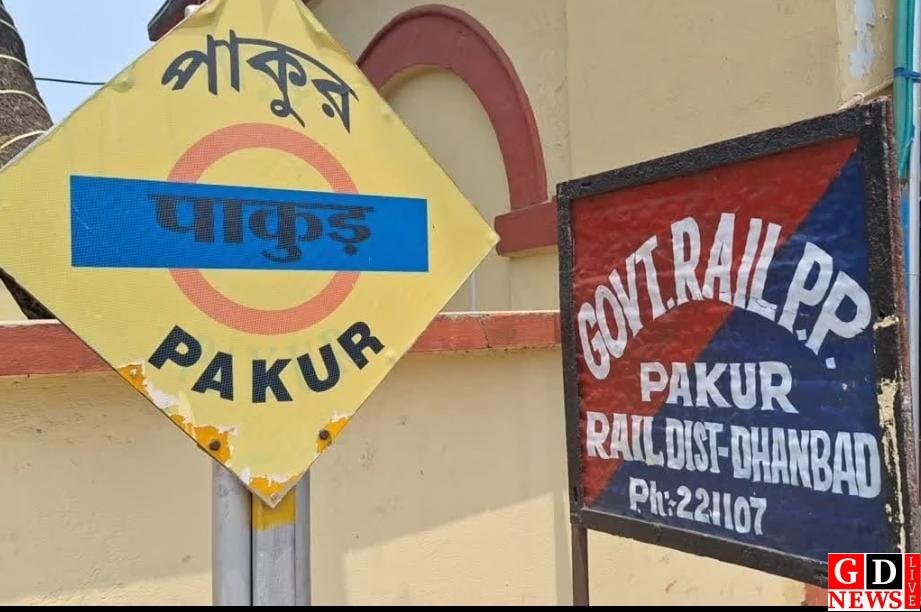 পাকুর
पाकुड़
PAKUR
GOVT.RAIL.P.P.
PAKUR
RAIL DIST-DHANBAD
Ph:-221107
GD
NEWS
LIVE